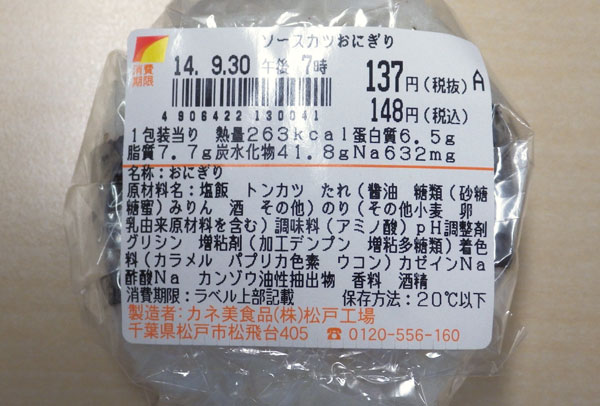 ソースカツおにぎり
消費
期限
14. 9.30 午後 7時
137円(税抜) A
4 906422 130041
148円(税込)
1包装当り 熱量263kcal蛋白質6.5g
脂質7.7g炭水化物41.8gNa632mg
名称:おにぎり
原材料名:塩飯 トンカツ たれ(醤油 糖類(砂糖
糖蜜)みりん 酒 その他)のり(その他小麦 卵
乳由来原材料を含む)調味料(アミノ酸)pH調整剤
グリシン 増粘剤(加工デンプン 増粘多糖類)着色
料(カラメル パプリカ色素 ウコン)カゼインNa
酢酸Na カンゾウ油性抽出物 香料 酒精
消費期限:ラベル上部記載 保存方法:20℃以下
製造者:カネ美食品(株)松戸工場
千葉県松戸市松飛台405 ☎0120-556-160